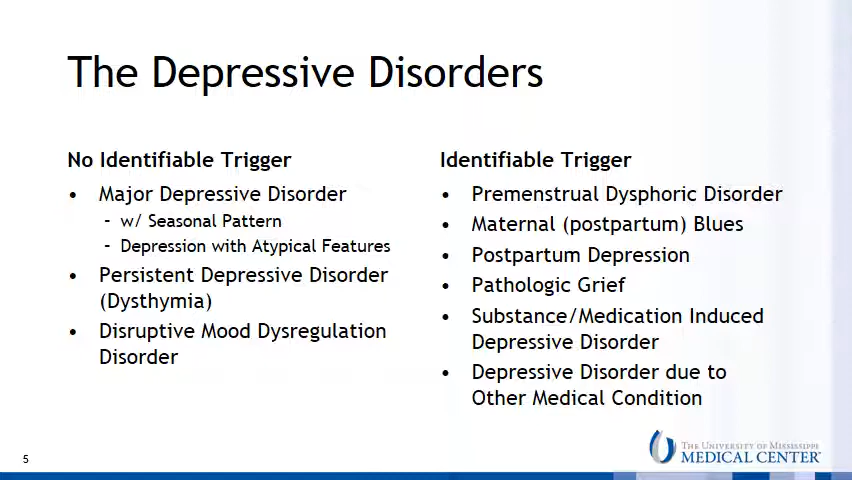 The Depressive Disorders
No Identifiable Trigger
• Major Depressive Disorder
- w/ Seasonal Pattern
- Depression with Atypical Features
• Persistent Depressive Disorder
(Dysthymia)
• Disruptive Mood Dysregulation
Disorder
Identifiable Trigger
• Premenstrual Dysphoric Disorder
• Maternal (postpartum) Blues
• Postpartum Depression
• Pathologic Grief
• Substance/Medication Induced
Depressive Disorder
• Depressive Disorder due to
Other Medical Condition
5
THE UNIVERSITY OF MISSISSIPPI
MEDICAL CENTER